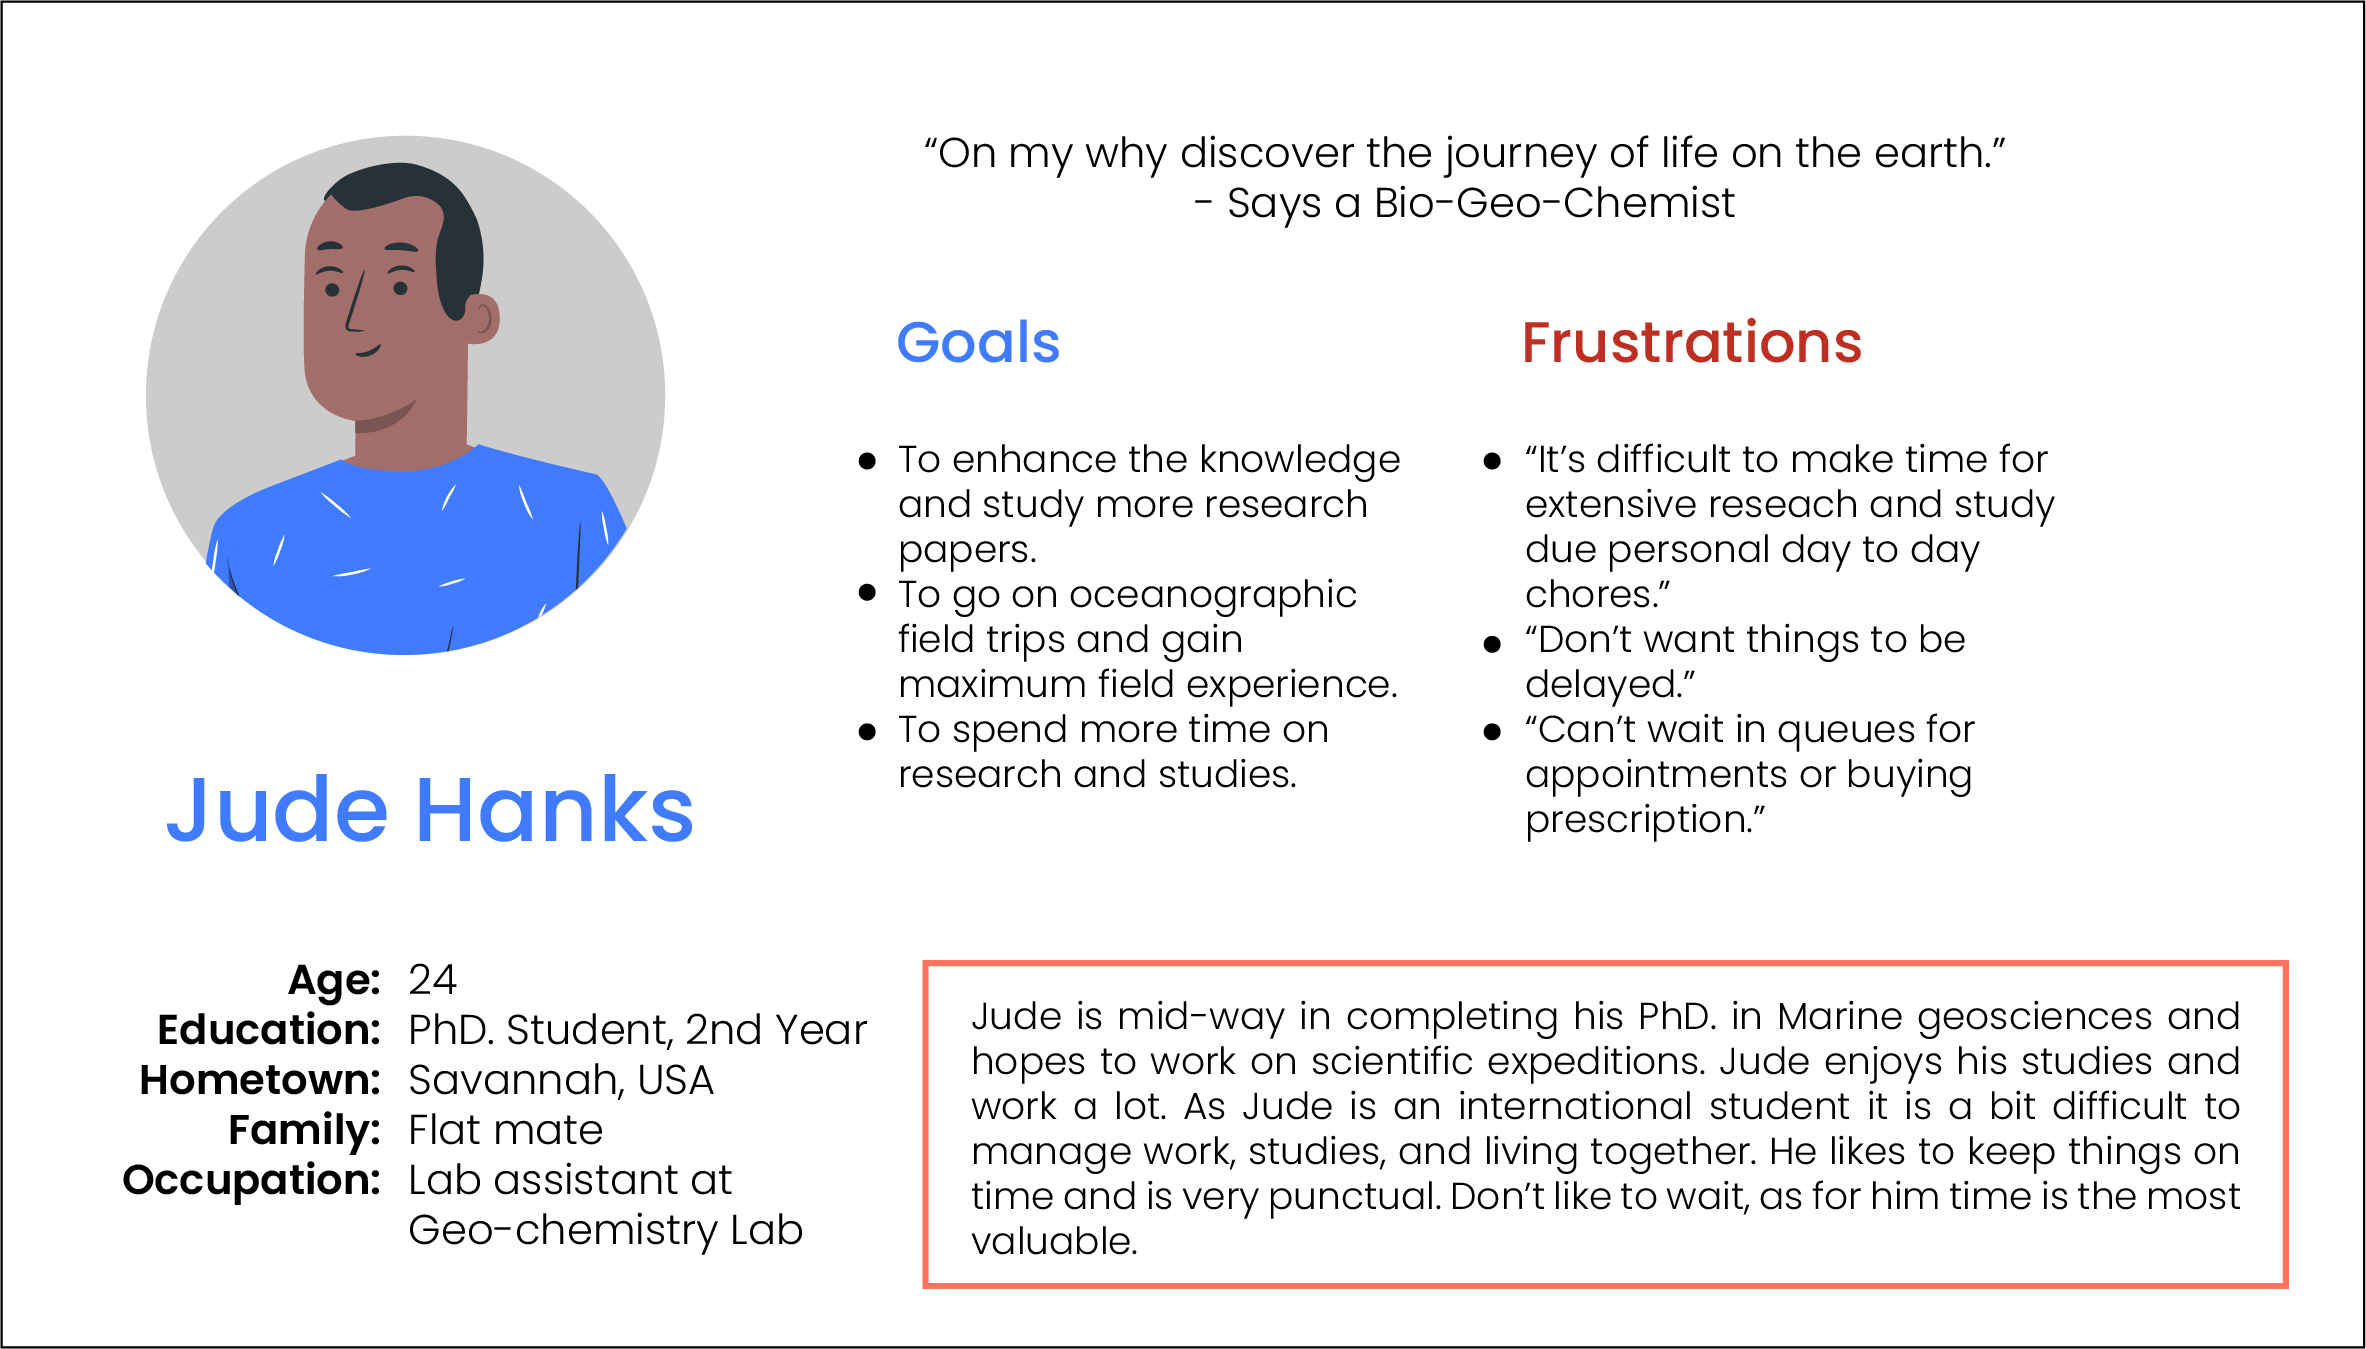 “On my why discover the journey of life on the earth.”
- Says a Bio-Geo-Chemist
Jude Hanks
Age: 24
Education: PhD. Student, 2nd Year
Hometown: Savannah, USA
Family: Flat mate
Occupation: Lab assistant at
Geo-chemistry Lab
Goals
● To enhance the knowledge
and study more research
papers.
● To go on oceanographic
field trips and gain
maximum field experience.
● To spend more time on
research and studies.
Frustrations
● “It’s difficult to make time for
extensive reseach and study
due personal day to day
chores.”
● “Don’t want things to be
delayed.”
● “Can’t wait in queues for
appointments or buying
prescription.”
Jude is mid-way in completing his PhD. in Marine geosciences and
hopes to work on scientific expeditions. Jude enjoys his studies and
work a lot. As Jude is an international student it is a bit difficult to
manage work, studies, and living together. He likes to keep things on
time and is very punctual. Don’t like to wait, as for him time is the most
valuable.